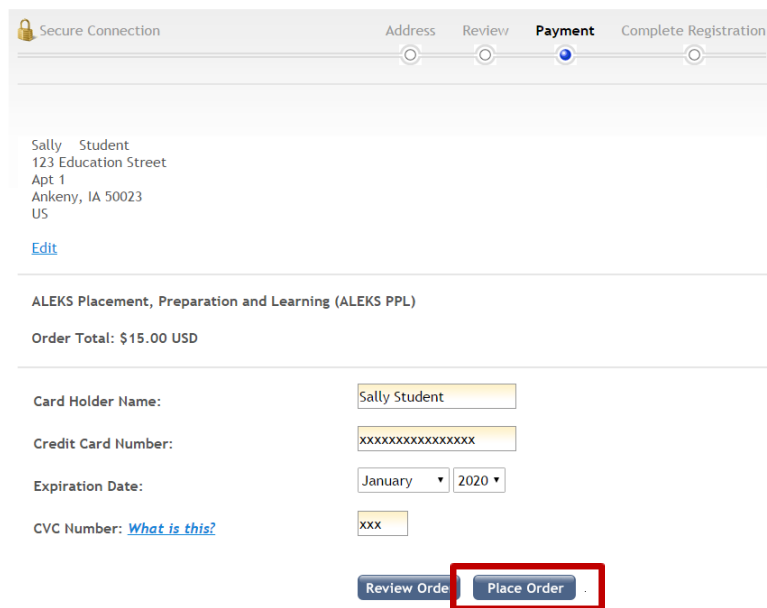 Secure Connection
Address Review Payment Complete Registration
Sally Student
123 Education Street
Apt 1
Ankeny, IA 50023
US
Edit
ALEKS Placement, Preparation and Learning (ALEKS PPL)
Order Total: $15.00 USD
Card Holder Name: Sally Student
Credit Card Number: xxxxxxxxxxxxxxxx
Expiration Date: January 2020
CVC Number: What is this? xxx
Review Orde Place Order